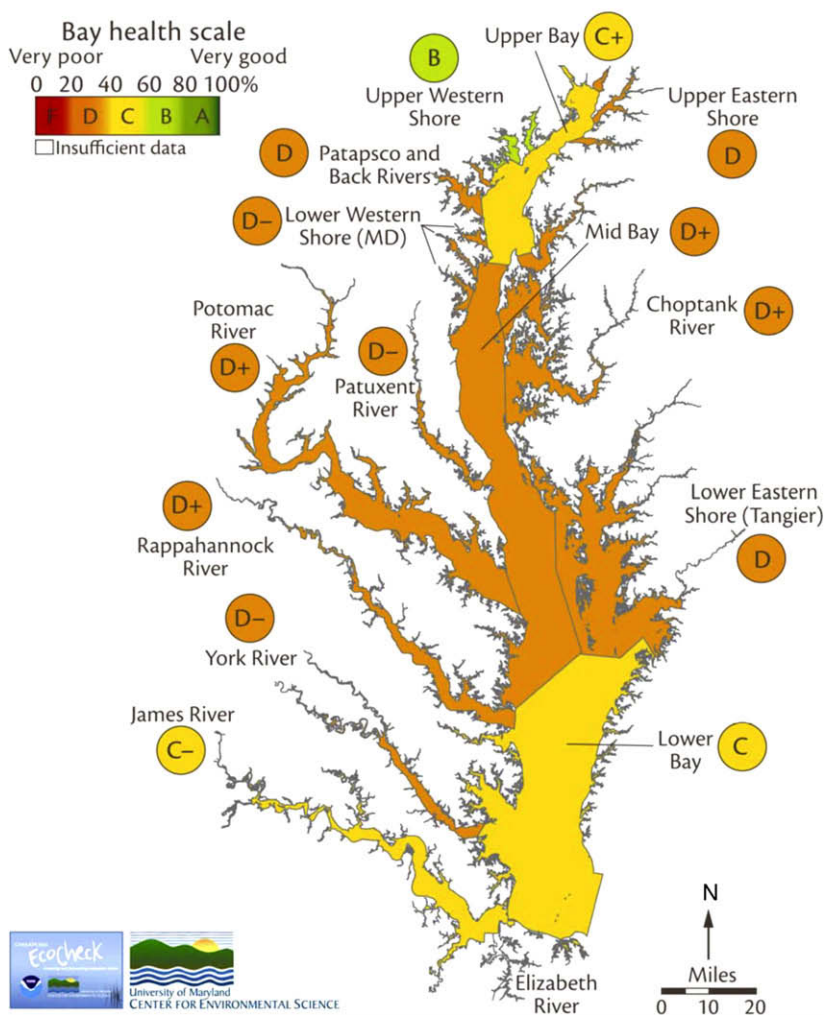 Bay health scale
Very poor Very good
0 20 40 60 80 100%
F D C B A
Insufficient data
Upper Bay
C+
B
Upper Western
Shore
Upper Eastern
Shore
D
D
Patapsco and
Back Rivers
D–
Lower Western
Shore (MD)
Mid Bay
D+
Potomac
River
D+
D–
Patuxent
River
Choptank
River
D+
D+
Rappahannock
River
Lower Eastern
Shore (Tangier)
D
D–
York River
James River
C–
Lower
Bay
C
Elizabeth
River
N
Miles
0 10 20
EcoCheck
University of Maryland
CENTER FOR ENVIRONMENTAL SCIENCE